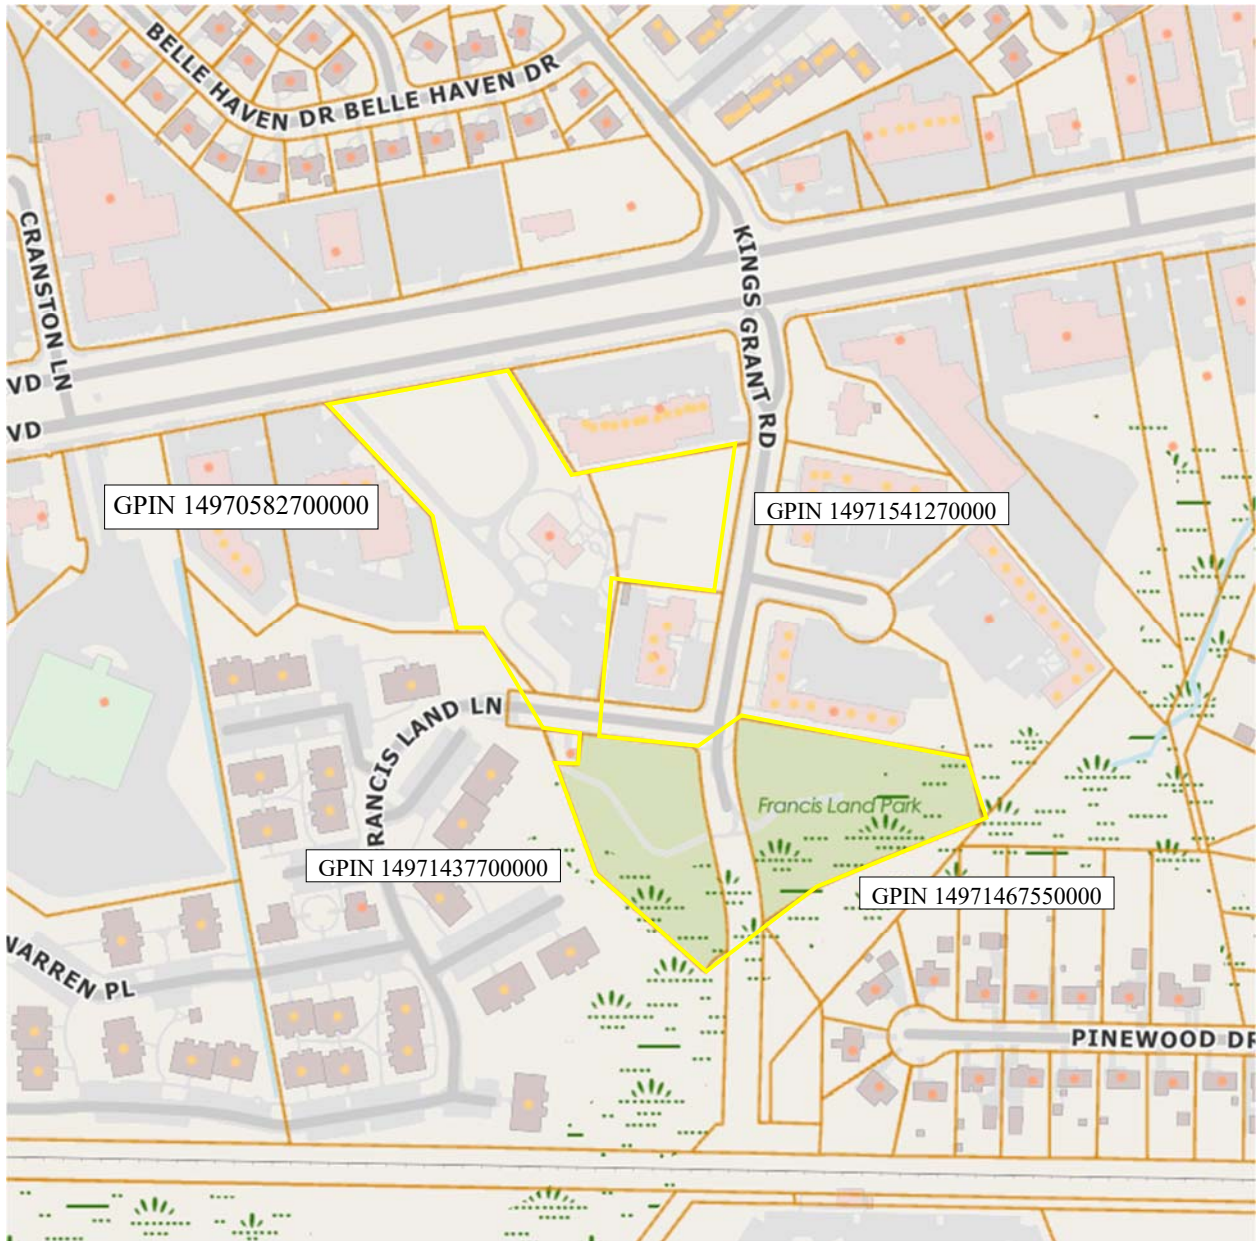 BELLE HAVEN DR BELLE HAVEN DR
CRANSTON LN
KINGS GRANT RD
VD
VD
GPIN 14970582700000
GPIN 14971541270000
RANCIS LAND LN
Francis Land Park
GPIN 14971437700000
GPIN 14971467550000
WARREN PL
PINEWOOD DR